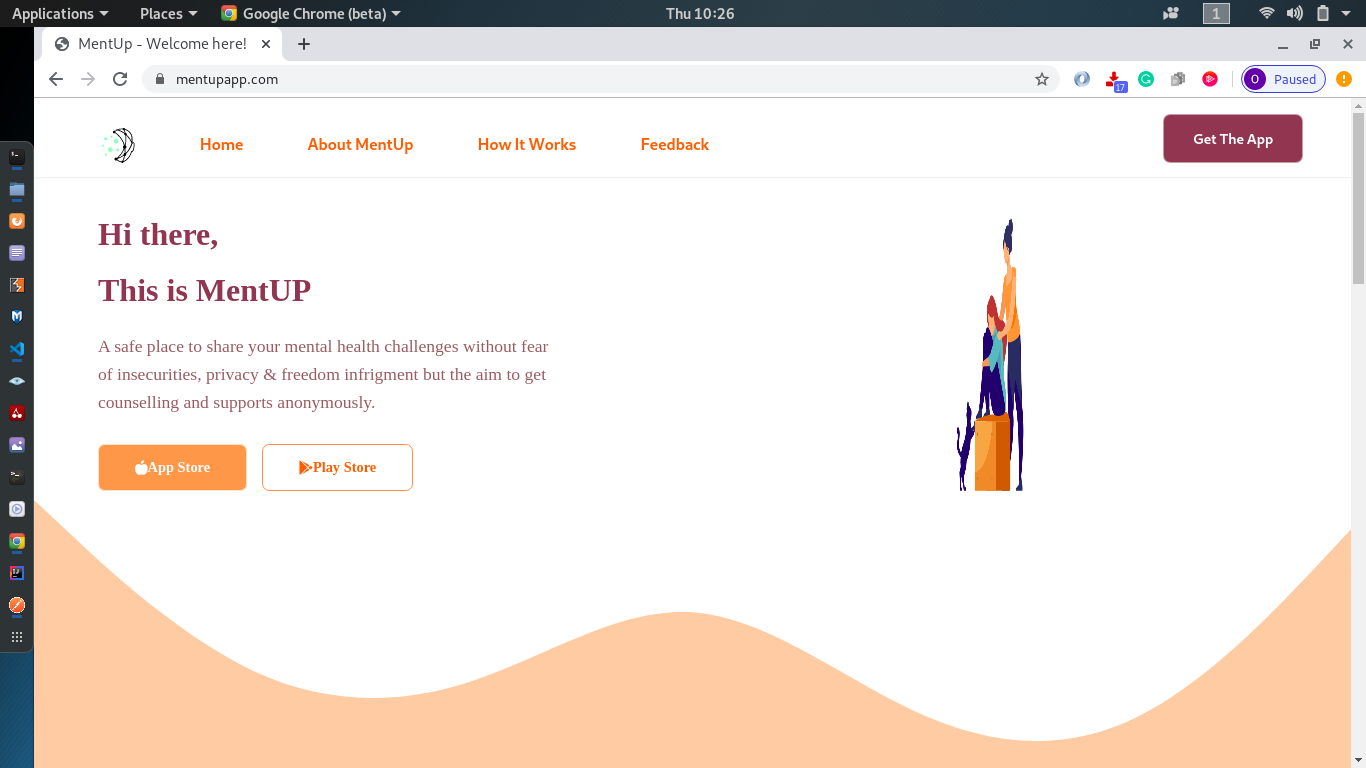 Applications Places Google Chrome (beta) Thu 10:26 1
MentUp - Welcome here!
mentupapp.com 17 O Paused
Home About MentUp How It Works Feedback Get The App
Hi there,
This is MentUP
A safe place to share your mental health challenges without fear
of insecurities, privacy & freedom infrigment but the aim to get
counselling and supports anonymously.
App Store Play Store